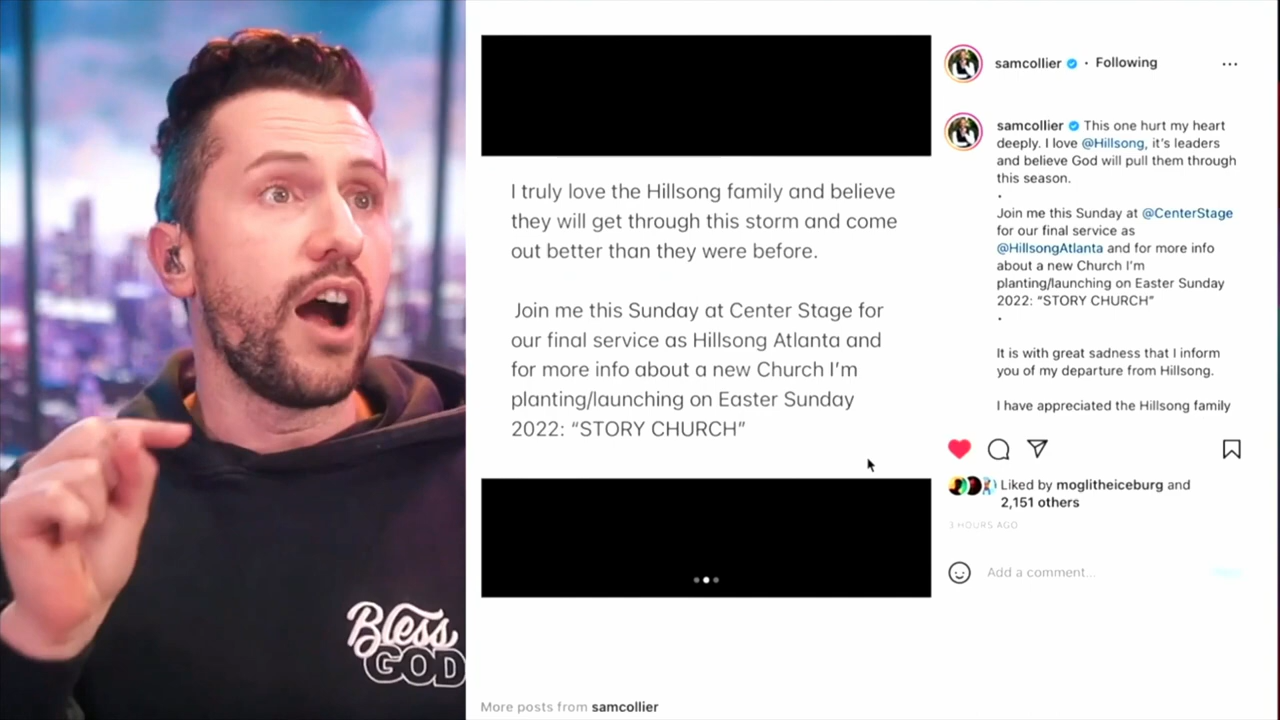 Bless
GOD
I truly love the Hillsong family and believe
they will get through this storm and come
out better than they were before.
Join me this Sunday at Center Stage for
our final service as Hillsong Atlanta and
for more info about a new Church I'm
planting/launching on Easter Sunday
2022: “STORY CHURCH”
samcollier • Following
samcollier This one hurt my heart
deeply. I love @Hillsong, it's leaders
and believe God will pull them through
this season.
.
Join me this Sunday at @CenterStage
for our final service as
@HillsongAtlanta and for more info
about a new Church I'm
planting/launching on Easter Sunday
2022: “STORY CHURCH”
.
It is with great sadness that I inform
you of my departure from Hillsong.
I have appreciated the Hillsong family
Liked by moglitheiceburg and
2,151 others
3 HOURS AGO
Add a comment...
More posts from samcollier